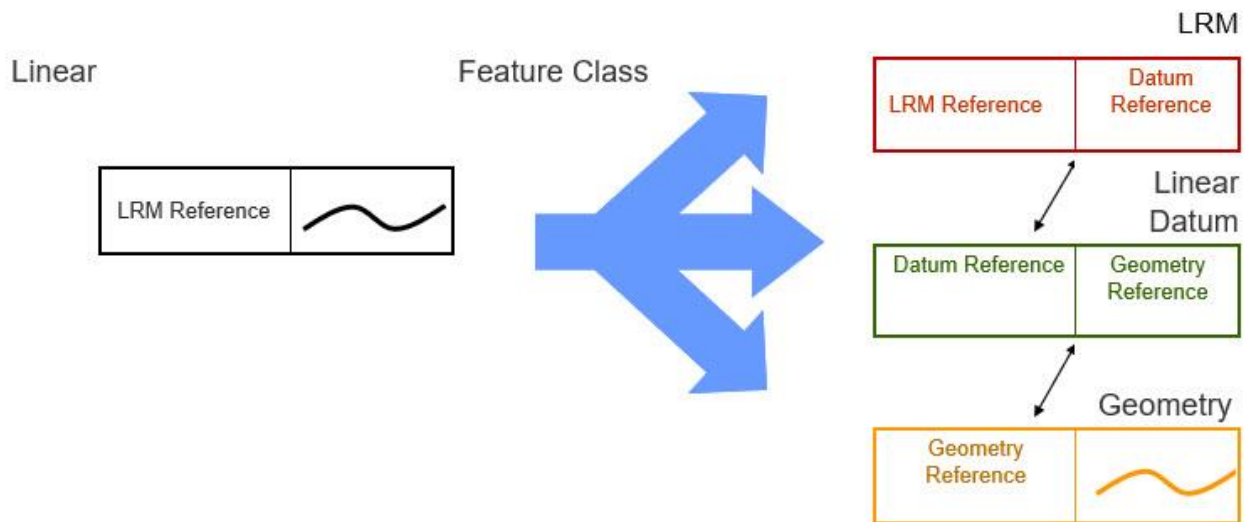 Linear
Feature Class
LRM Reference
LRM
LRM Reference
Datum
Reference
Linear
Datum
Datum Reference
Geometry
Reference
Geometry
Geometry
Reference